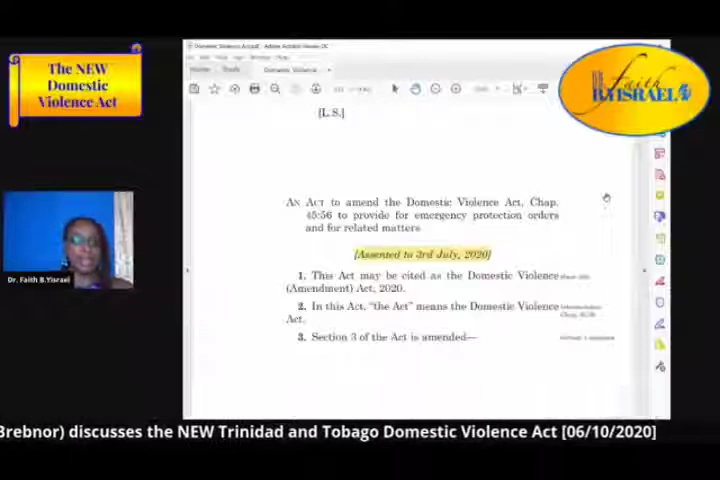 The NEW
Domestic
Violence Act
Domestic Violence
[L.S.]
faith
B.YISRAEL
AN ACT to amend the Domestic Violence Act, Chap.
45:56 to provide for emergency protection orders
and for related matters
[Assented to 3rd July, 2020]
1. This Act may be cited as the Domestic Violence
(Amendment) Act, 2020.
2. In this Act, “the Act” means the Domestic Violence
Act.
3. Section 3 of the Act is amended—
Dr. Faith B.Yisrael
Brebnor) discusses the NEW Trinidad and Tobago Domestic Violence Act [06/10/2020]